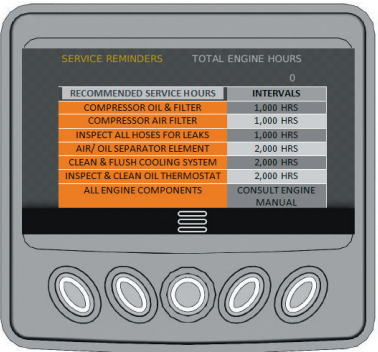 SERVICE REMINDERS TOTAL ENGINE HOURS
0
RECOMMENDED SERVICE HOURS INTERVALS
COMPRESSOR OIL & FILTER 1,000 HRS
COMPRESSOR AIR FILTER 1,000 HRS
INSPECT ALL HOSES FOR LEAKS 1,000 HRS
AIR/ OIL SEPARATOR ELEMENT 2,000 HRS
CLEAN & FLUSH COOLING SYSTEM 2,000 HRS
INSPECT & CLEAN OIL THERMOSTAT 2,000 HRS
ALL ENGINE COMPONENTS CONSULT ENGINE
MANUAL